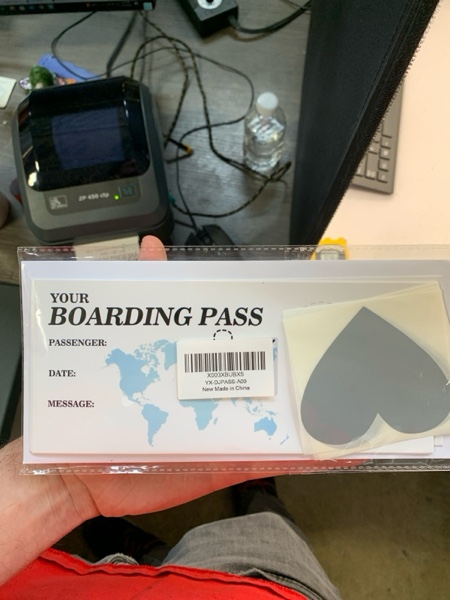 ZP 450 ctp
YOUR
BOARDING PASS
PASSENGER:
DATE:
MESSAGE:
X003XBUBX5
YX-DJPASS-A09
New Made in China